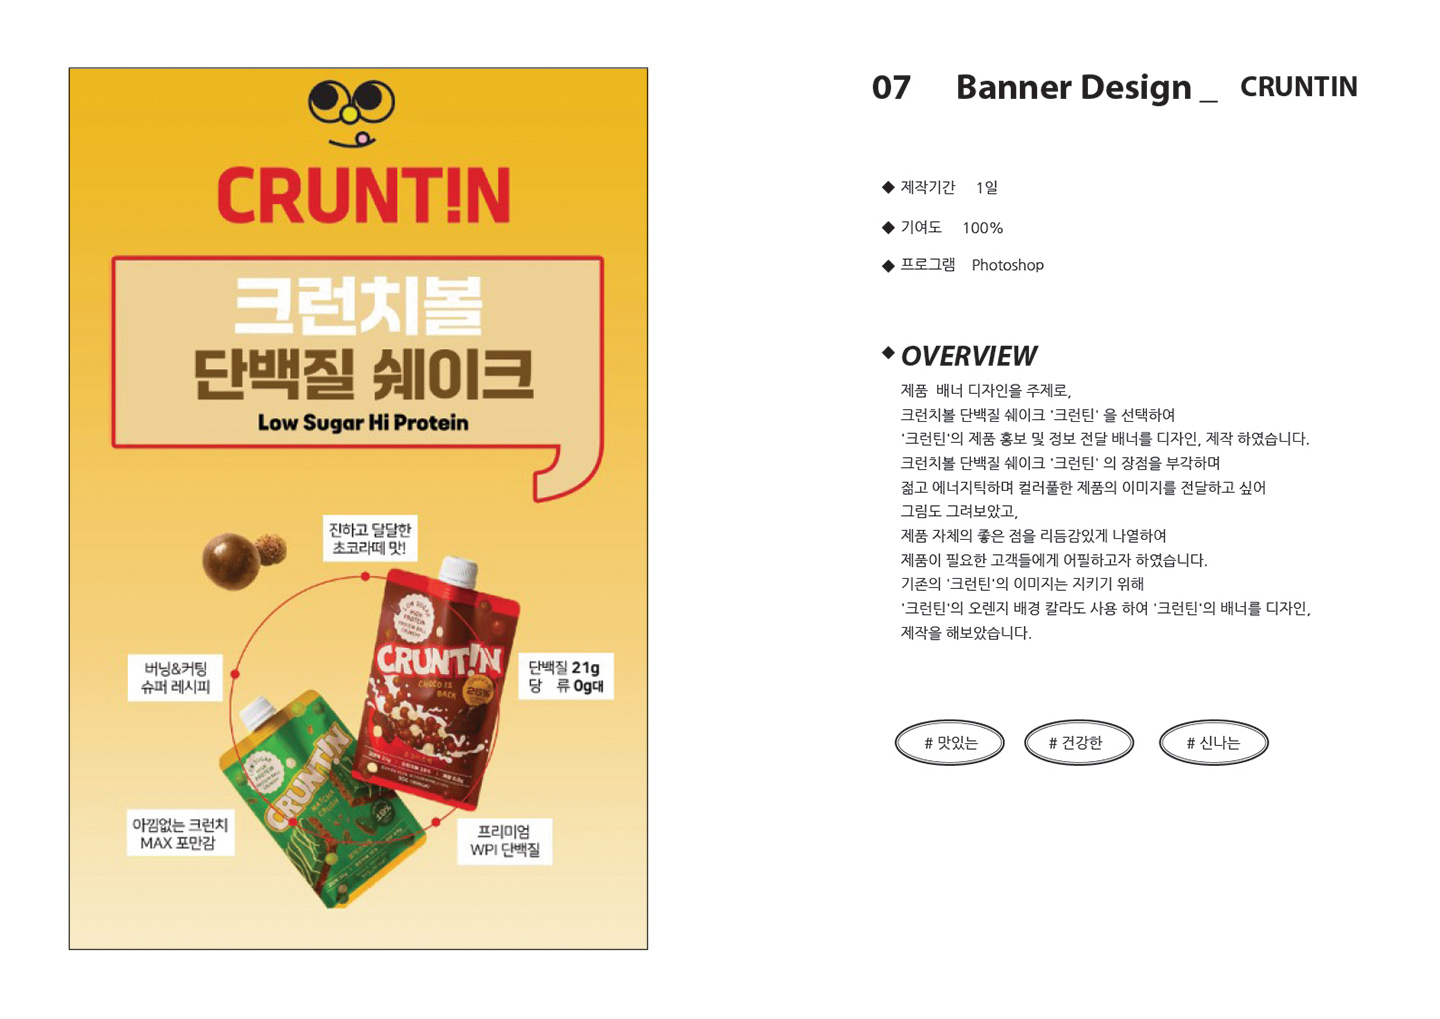 CRUNT!N
크런치볼
단백질 쉐이크
Low Sugar Hi Protein
진하고 달달한
초코라떼 맛!
버닝&커팅
슈퍼 레시피
단백질 21g
당 류 0g대
아낌없는 크런치
MAX 포만감
프리미엄
WPI 단백질
LOW SUGAR
HIGH
PROTEIN
PROTEIN BALL
CRUNCHY
CRUNT!N
CHOCO IS
BACK
26%
CRUNT!N
MATCHA
CRUSH
07 Banner Design _ CRUNTIN
◆ 제작기간 1일
◆ 기여도 100%
◆ 프로그램 Photoshop
◆ OVERVIEW
제품 배너 디자인을 주제로,
크런치볼 단백질 쉐이크 '크런틴' 을 선택하여
'크런틴'의 제품 홍보 및 정보 전달 배너를 디자인, 제작 하였습니다.
크런치볼 단백질 쉐이크 '크런틴' 의 장점을 부각하며
젊고 에너지틱하며 컬러풀한 제품의 이미지를 전달하고 싶어
그림도 그려보았고,
제품 자체의 좋은 점을 리듬감있게 나열하여
제품이 필요한 고객들에게 어필하고자 하였습니다.
기존의 '크런틴'의 이미지는 지키기 위해
'크런틴'의 오렌지 배경 칼라도 사용 하여 '크런틴'의 배너를 디자인,
제작을 해보았습니다.
# 맛있는
# 건강한
# 신나는